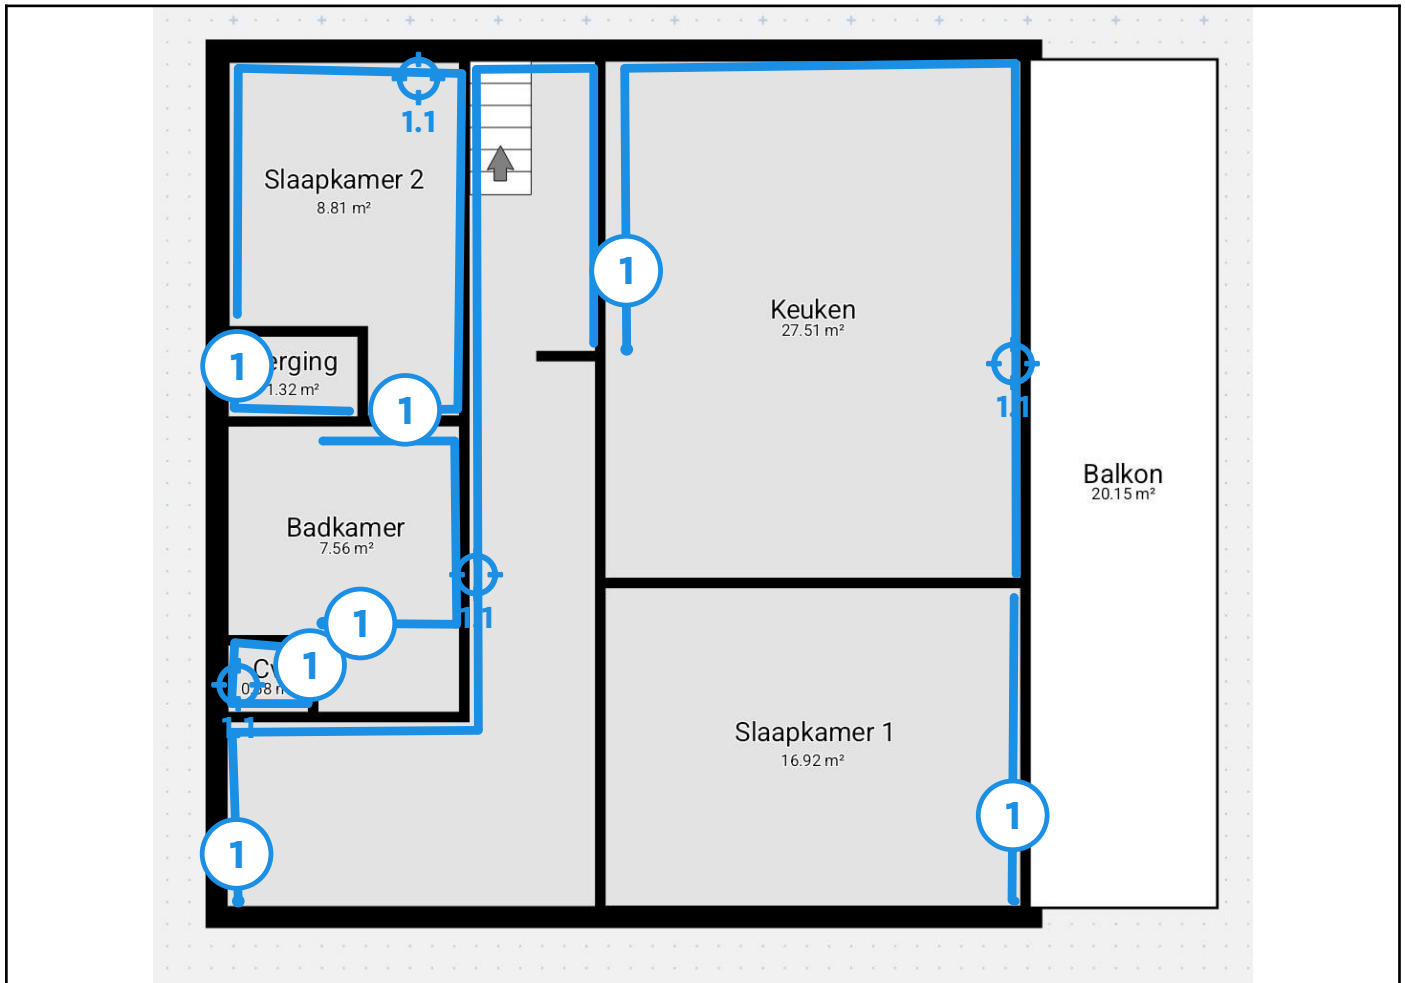 1.1
Slaapkamer 2
8.81 m²
1
Keuken
27.51 m²
1
erging
1.32 m²
1
1.1
Balkon
20.15 m²
Badkamer
7.56 m²
1.1
1
1
1.1
Slaapkamer 1
16.92 m²
1
1